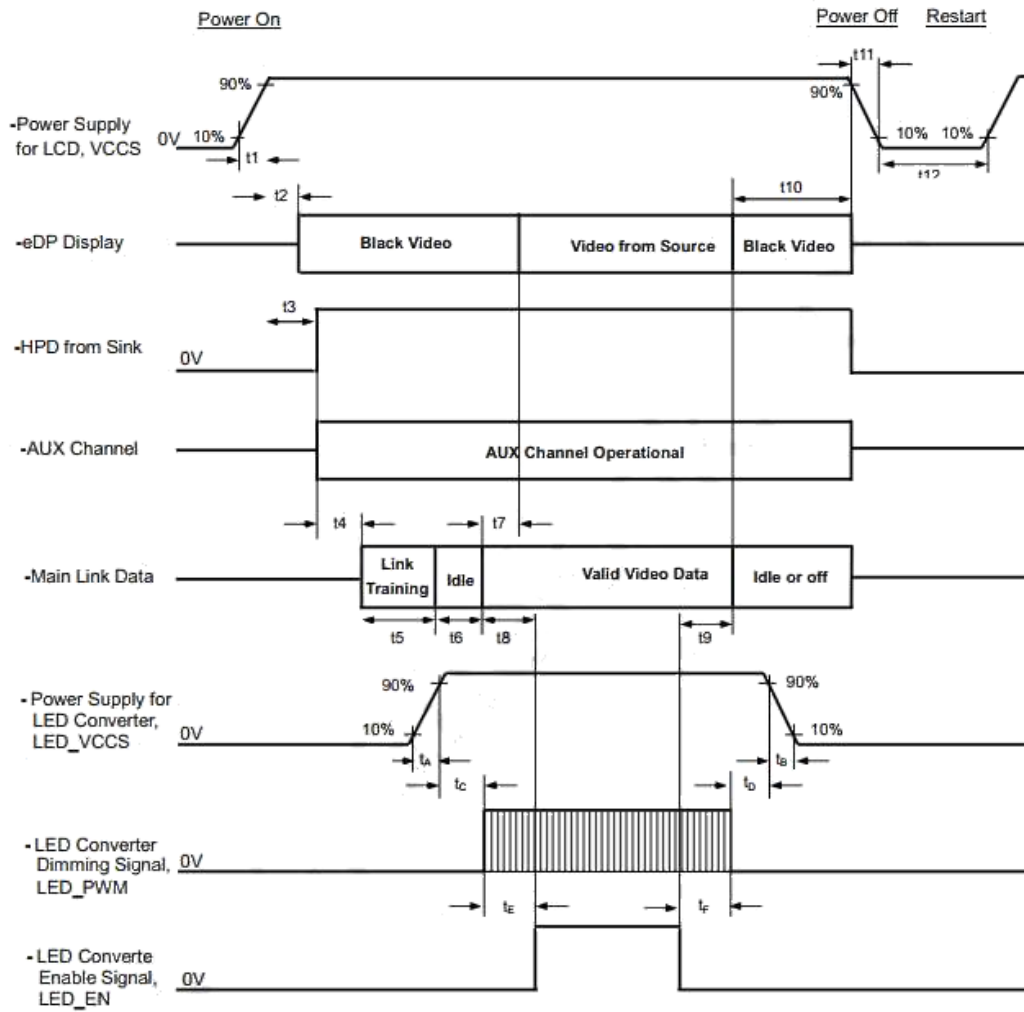 Power On
Power Off Restart
t11
90%
90%
-Power Supply
for LCD, VCCS
0V 10%
10% 10%
t1
t12
t2
t10
-eDP Display
Black Video
Video from Source
Black Video
t3
-HPD from Sink
0V
-AUX Channel
AUX Channel Operational
t4
t7
-Main Link Data
Link
Training
Idle
Valid Video Data
Idle or off
t5
t6
t8
t9
90%
90%
- Power Supply for
LED Converter,
LED_VCCS
0V
10%
10%
tA
tB
tC
tD
- LED Converter
Dimming Signal,
LED_PWM
0V
tE
tF
- LED Converte
Enable Signal,
LED_EN
0V